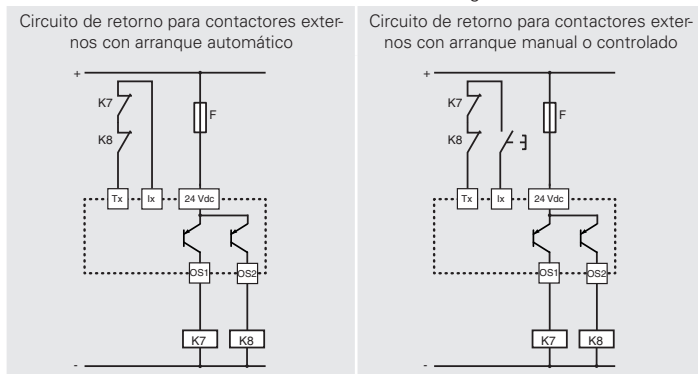 Circuito de retorno para contactores exter-
nos con arranque automático
+
K7
F
K8
Tx
Ix
24 Vdc
OS1
OS2
K7
K8
-
Circuito de retorno para contactores exter-
nos con arranque manual o controlado
+
K7
F
K8
Tx
Ix
24 Vdc
OS1
OS2
K7
K8
-